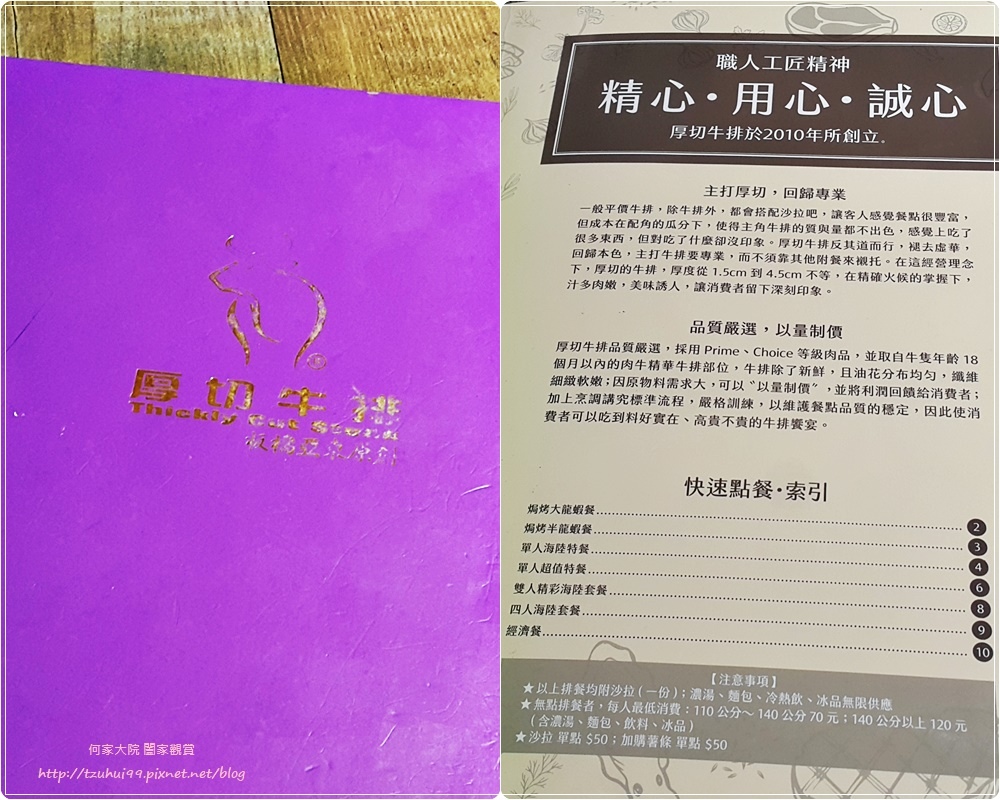 厚切牛排
Thickly Cut Steak
何家大院 闔家觀賞
http://tzuhui99.pixnet.net/blog
職人工匠精神
精心・用心・誠心
厚切牛排於2010年所創立。
主打厚切，回歸專業
一般平價牛排，除牛排外，都會搭配沙拉吧，讓客人感覺餐點很豐富，
但成本在配角的瓜分下，使得主角牛排的質與量都不出色，感覺上吃了
很多東西，但對吃了什麼卻沒印象。厚切牛排反其道而行，褪去虛華，
回歸本色，主打牛排要專業，而不須靠其他附餐來襯托。在這經營理念
下，厚切的牛排，厚度從 1.5cm 到 4.5cm 不等，在精確火候的掌握下，
汁多肉嫩，美味誘人，讓消費者留下深刻印象。
品質嚴選，以量制價
厚切牛排品質嚴選，採用 Prime、Choice 等級肉品，並取自牛隻年齡 18
個月以內的肉牛精華牛排部位，牛排除了新鮮，且油花分布均勻，纖維
細緻軟嫩；因原物料需求大，可以〝以量制價〞，並將利潤回饋給消費者；
加上烹調講究標準流程，嚴格訓練，以維護餐點品質的穩定，因此使消
費者可以吃到料好實在、高貴不貴的牛排饗宴。
快速點餐・索引
焗烤大龍蝦餐 2
焗烤半龍蝦餐 3
單人海陸特餐 4
單人超值特餐 6
雙人精彩海陸套餐 8
四人海陸套餐 9
經濟餐 10
【注意事項】
★以上排餐均附沙拉（一份）；濃湯、麵包、冷熱飲、冰品無限供應
★無點排餐者，每人最低消費：110 公分～ 140 公分 70 元；140 公分以上 120 元
（含濃湯、麵包、飲料、冰品）
★沙拉 單點 $50；加購薯條 單點 $50